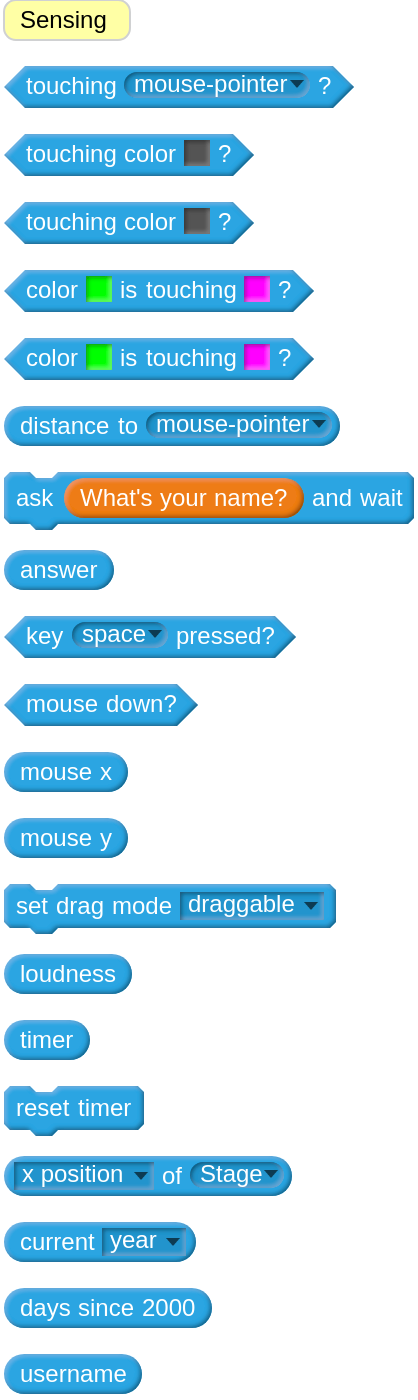 Sensing
touching mouse-pointer ?
touching color ?
touching color ?
color is touching ?
color is touching ?
distance to mouse-pointer
ask What's your name? and wait
answer
key space pressed?
mouse down?
mouse x
mouse y
set drag mode draggable
loudness
timer
reset timer
x position of Stage
current year
days since 2000
username